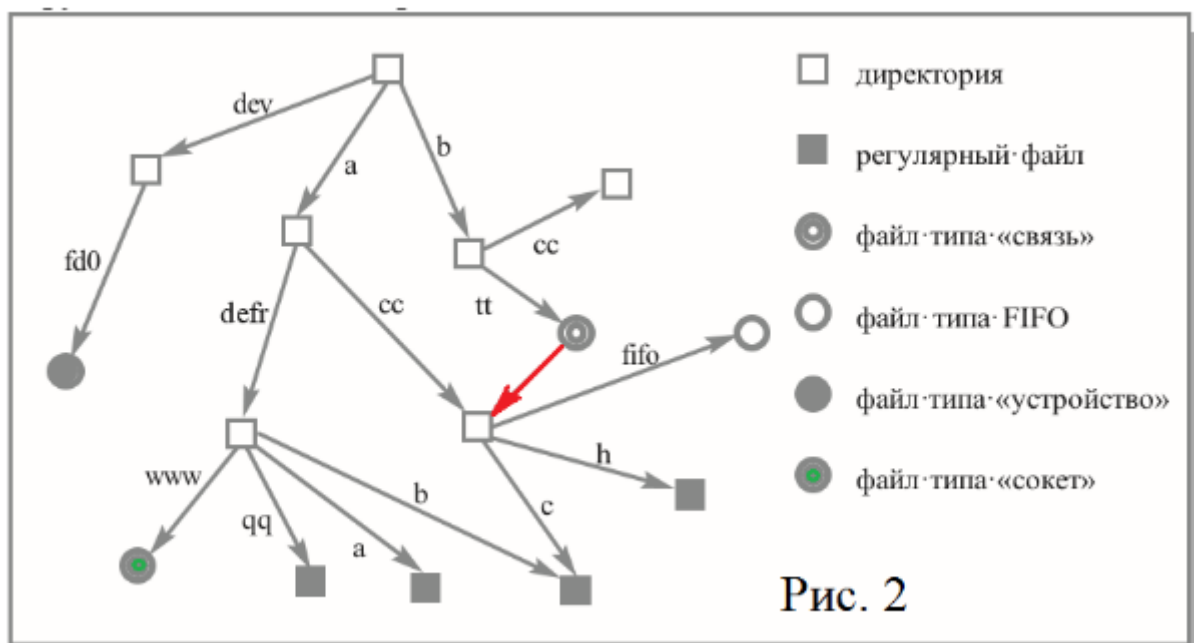 dev
a
b
cc
fd0
defr
cc
tt
fifo
www
qq
a
b
c
h
директория
регулярный·файл
файл·типа·«связь»
файл·типа·FIFO
файл·типа·«устройство»
файл·типа·«сокет»
Рис. 2